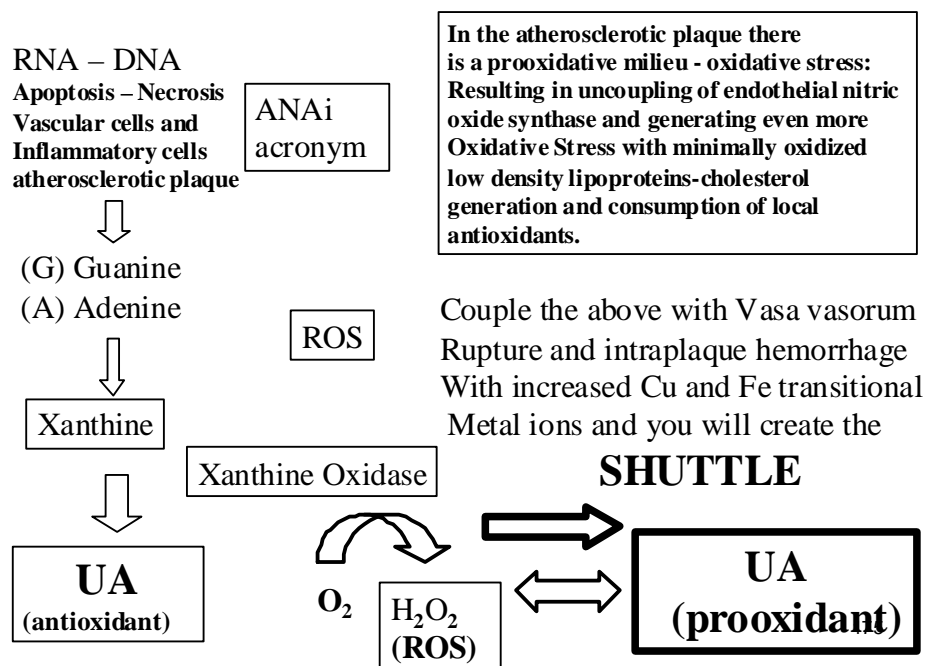 RNA – DNA
Apoptosis – Necrosis
Vascular cells and
Inflammatory cells
atherosclerotic plaque
ANAi
acronym
In the atherosclerotic plaque there
is a prooxidative milieu - oxidative stress:
Resulting in uncoupling of endothelial nitric
oxide synthase and generating even more
Oxidative Stress with minimally oxidized
low density lipoproteins-cholesterol
generation and consumption of local
antioxidants.
(G) Guanine
(A) Adenine
ROS
Couple the above with Vasa vasorum
Rupture and intraplaque hemorrhage
With increased Cu and Fe transitional
Metal ions and you will create the
SHUTTLE
Xanthine
Xanthine Oxidase
UA
(antioxidant)
O₂
H₂O₂
(ROS)
UA
(prooxidant)